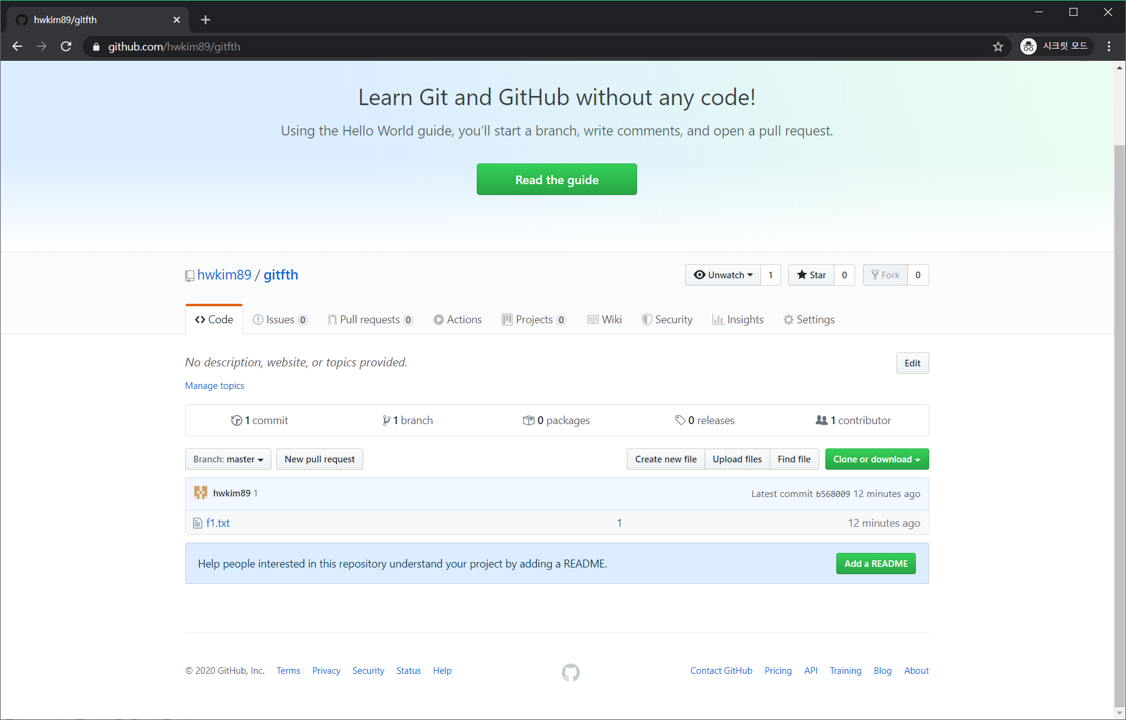 hwkim89/gitfth
github.com/hwkim89/gitfth
시크릿 모드
Learn Git and GitHub without any code!
Using the Hello World guide, you'll start a branch, write comments, and open a pull request.
Read the guide
hwkim89 / gitfth
Unwatch 1 Star 0 Fork 0
Code Issues 0 Pull requests 0 Actions Projects 0 Wiki Security Insights Settings
No description, website, or topics provided.
Edit
Manage topics
1 commit 1 branch 0 packages 0 releases 1 contributor
Branch: master New pull request Create new file Upload files Find file Clone or download
hwkim89 1 Latest commit b568009 12 minutes ago
f1.txt 1 12 minutes ago
Help people interested in this repository understand your project by adding a README. Add a README
© 2020 GitHub, Inc. Terms Privacy Security Status Help Contact GitHub Pricing API Training Blog About